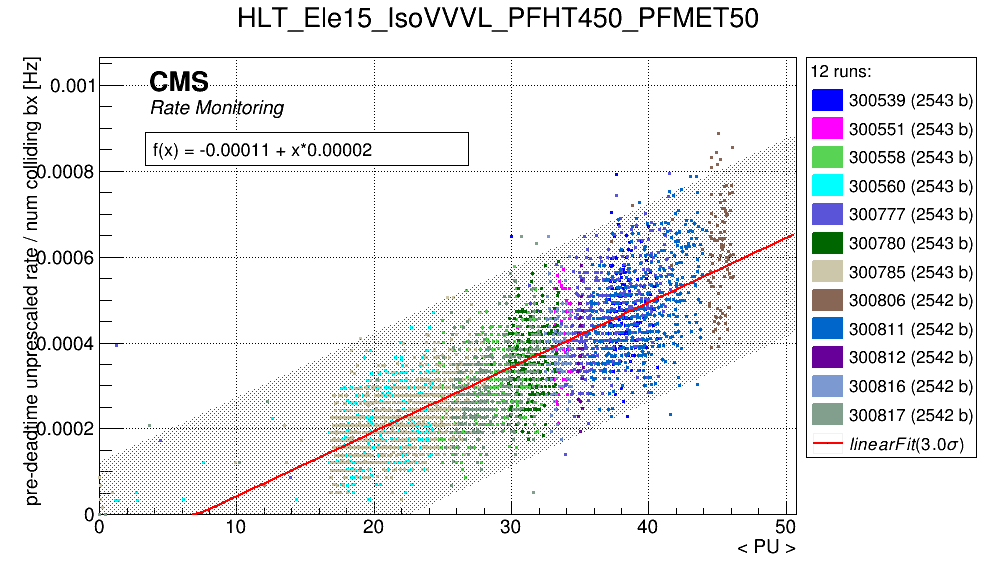 HLT_Ele15_IsoVVVL_PFHT450_PFMET50
pre-deadtime unprescaled rate / num colliding bx [Hz]
0.001
0.0008
0.0006
0.0004
0.0002
0
CMS
Rate Monitoring
f(x) = -0.00011 + x*0.00002
0 10 20 30 40 50
< PU >
12 runs:
300539 (2543 b)
300551 (2543 b)
300558 (2543 b)
300560 (2543 b)
300777 (2543 b)
300780 (2543 b)
300785 (2543 b)
300806 (2542 b)
300811 (2542 b)
300812 (2542 b)
300816 (2542 b)
300817 (2542 b)
linearFit(3.0σ)